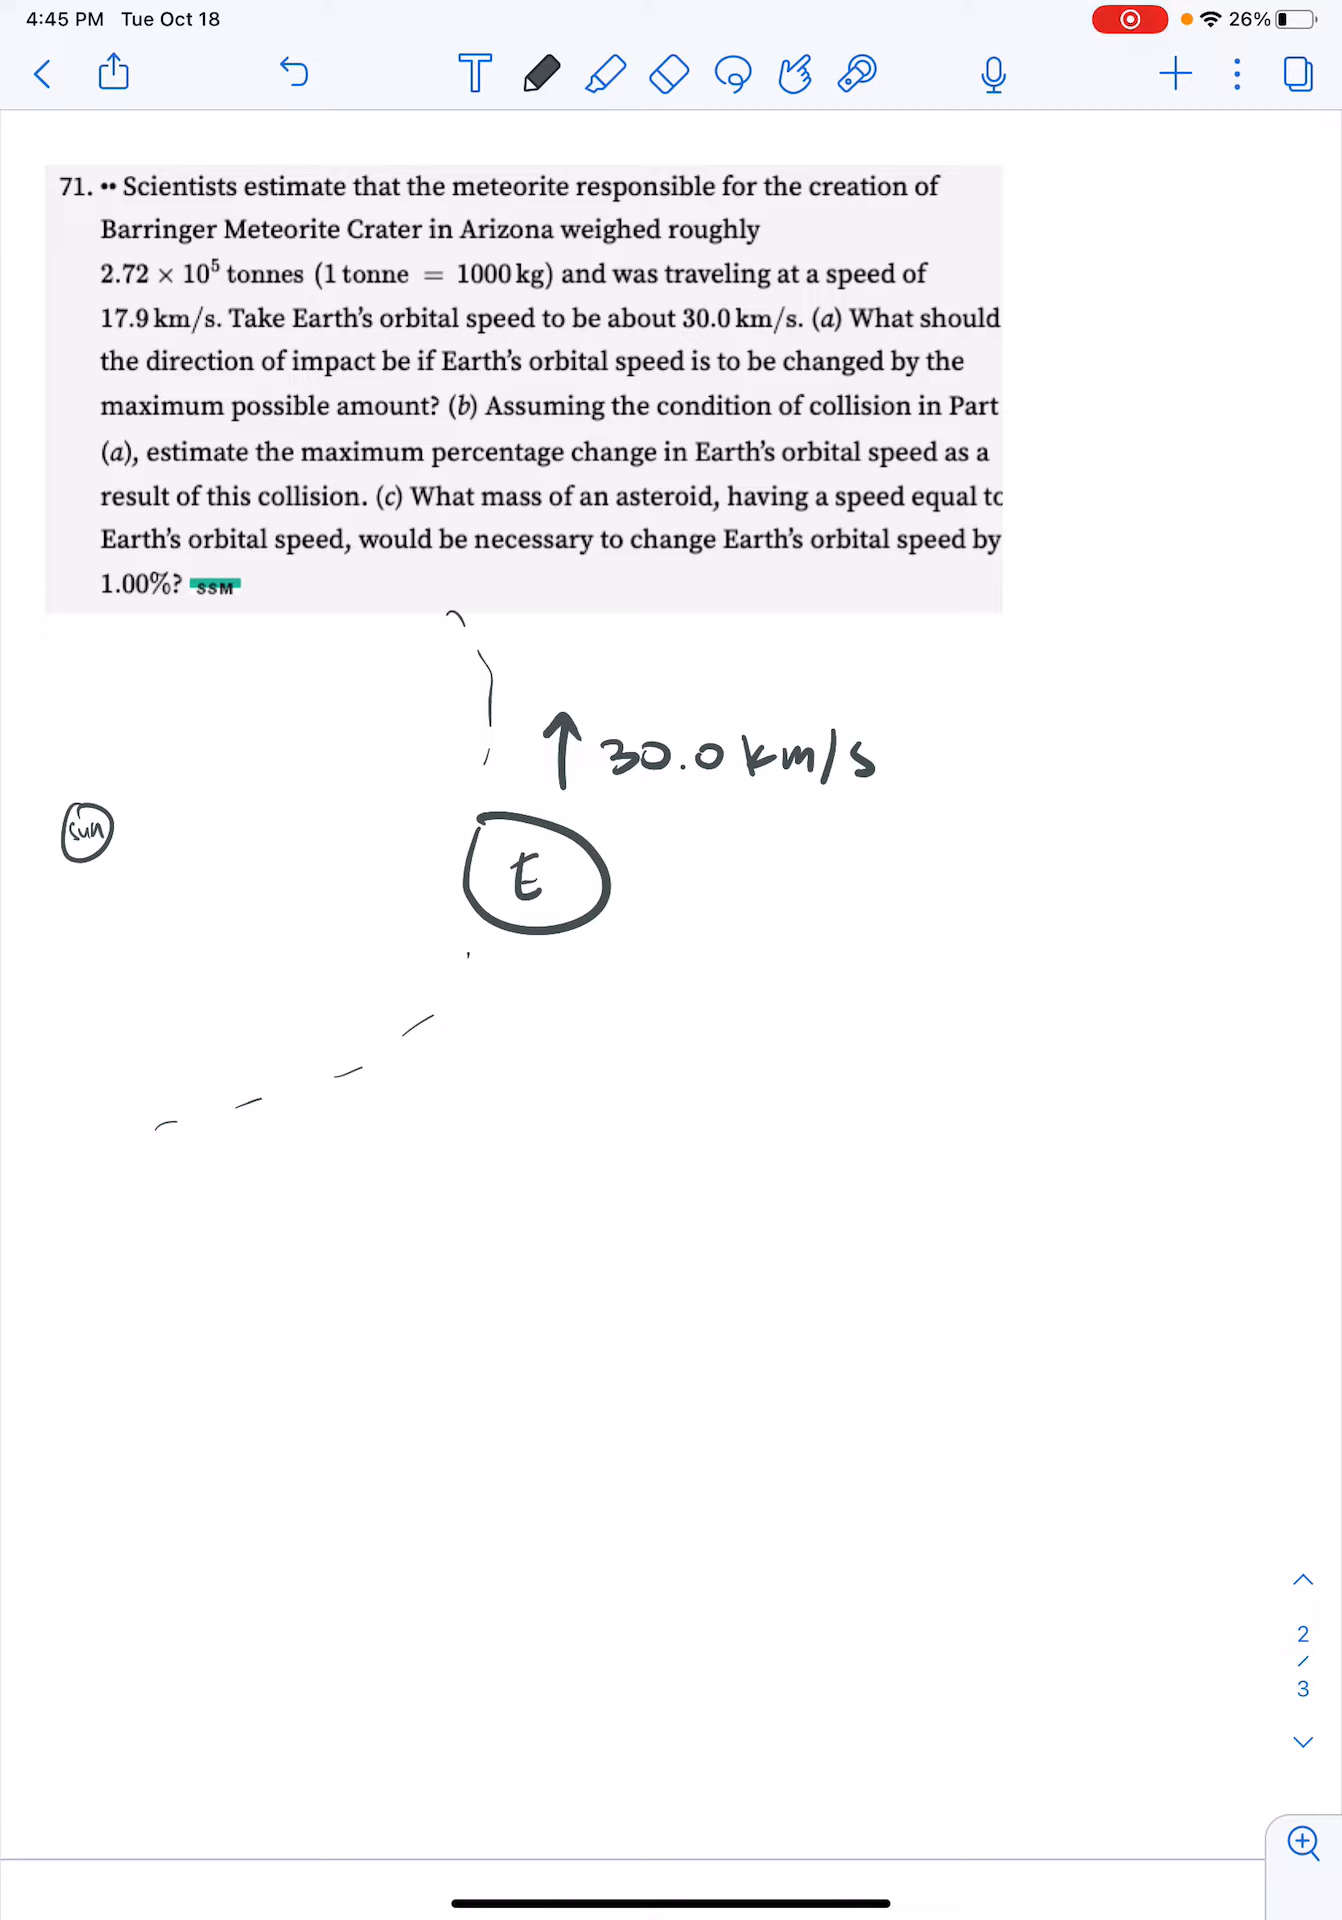 4:45 PM Tue Oct 18
26%
T
71. •• Scientists estimate that the meteorite responsible for the creation of
Barringer Meteorite Crater in Arizona weighed roughly
2.72 × 10⁵ tonnes (1 tonne = 1000 kg) and was traveling at a speed of
17.9 km/s. Take Earth’s orbital speed to be about 30.0 km/s. (a) What should
the direction of impact be if Earth’s orbital speed is to be changed by the
maximum possible amount? (b) Assuming the condition of collision in Part
(a), estimate the maximum percentage change in Earth’s orbital speed as a
result of this collision. (c) What mass of an asteroid, having a speed equal to
Earth’s orbital speed, would be necessary to change Earth’s orbital speed by
1.00%? SSM
↑ 30.0 km/s
sun
E
2
/
3